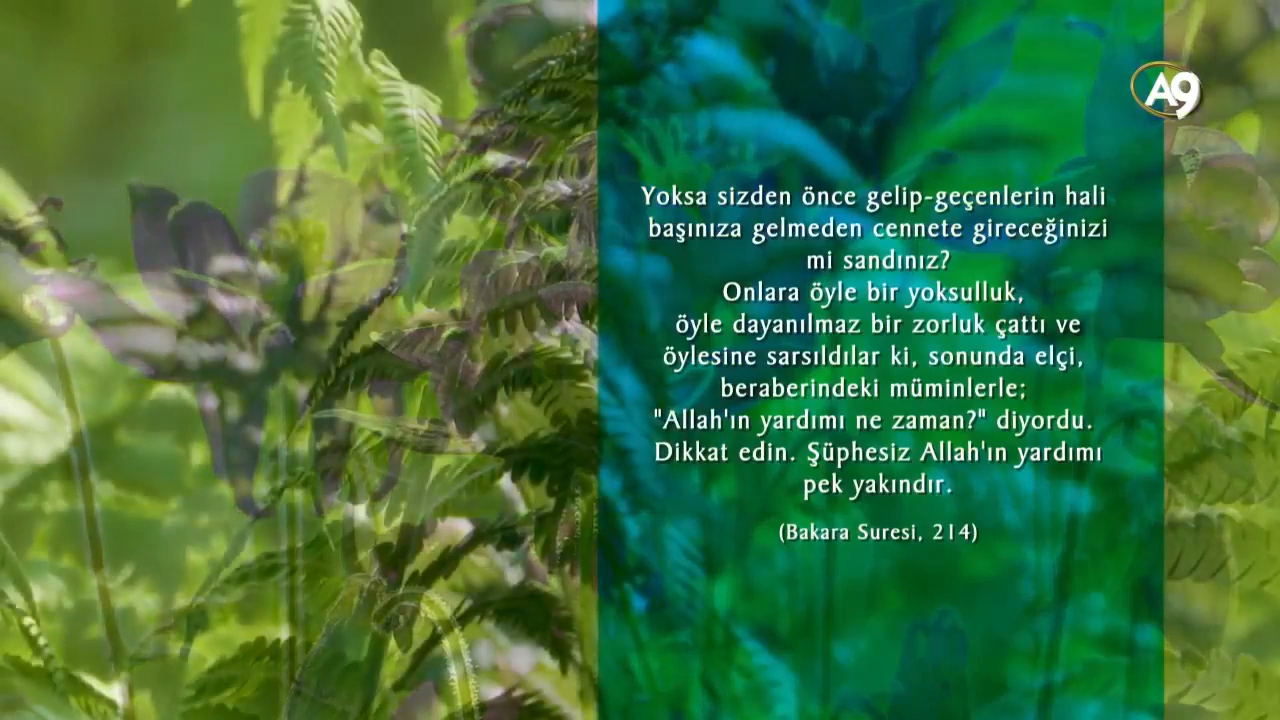 A9
Yoksa sizden önce gelip-geçenlerin hali
başınıza gelmeden cennete gireceğinizi
mi sandınız?
Onlara öyle bir yoksulluk,
öyle dayanılmaz bir zorluk çattı ve
öylesine sarsıldılar ki, sonunda elçi,
beraberindeki müminlerle;
"Allah'ın yardımı ne zaman?" diyordu.
Dikkat edin. Şüphesiz Allah'ın yardımı
pek yakındır.
(Bakara Suresi, 214)